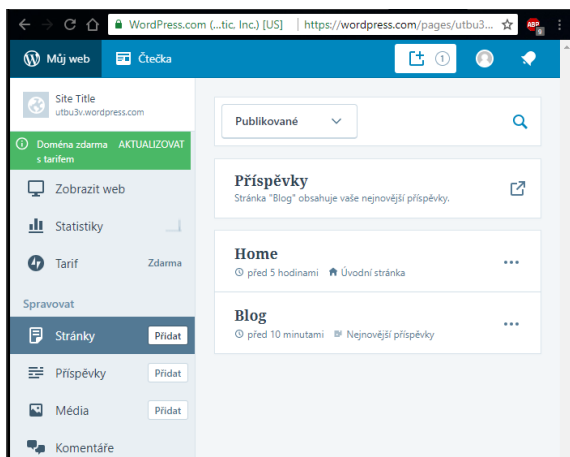 WordPress.com (...tic. Inc.) [US] | https://wordpress.com/pages/utbu3...
ABP
9
Můj web
Čtečka
1
Site Title
utbu3v.wordpress.com
Doména zdarma s tarifem
AKTUALIZOVAT
Zobrazit web
Statistiky
Tarif
Zdarma
Spravovat
Stránky
Přidat
Příspěvky
Přidat
Média
Přidat
Komentáře
Publikované
Příspěvky
Stránka "Blog" obsahuje vaše nejnovější příspěvky.
Home
před 5 hodinami
Úvodní stránka
Blog
před 10 minutami
Nejnovější příspěvky